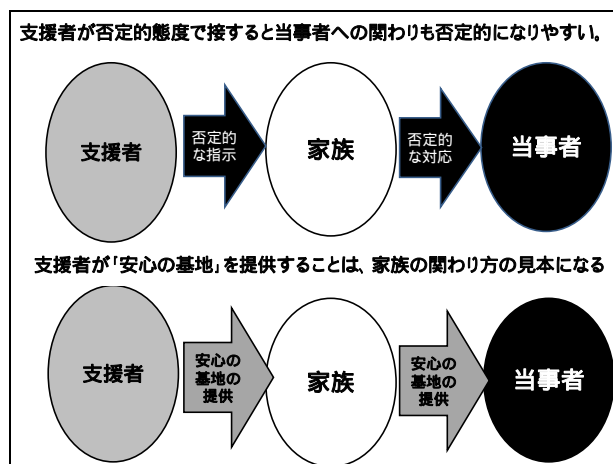 支援者が否定的態度で接すると当事者への関わりも否定的になりやすい。
支援者
否定的
な指示
家族
否定的
な対応
当事者
支援者が「安心の基地」を提供することは、家族の関わり方の見本になる
支援者
安心の
基地の
提供
家族
安心の
基地の
提供
当事者